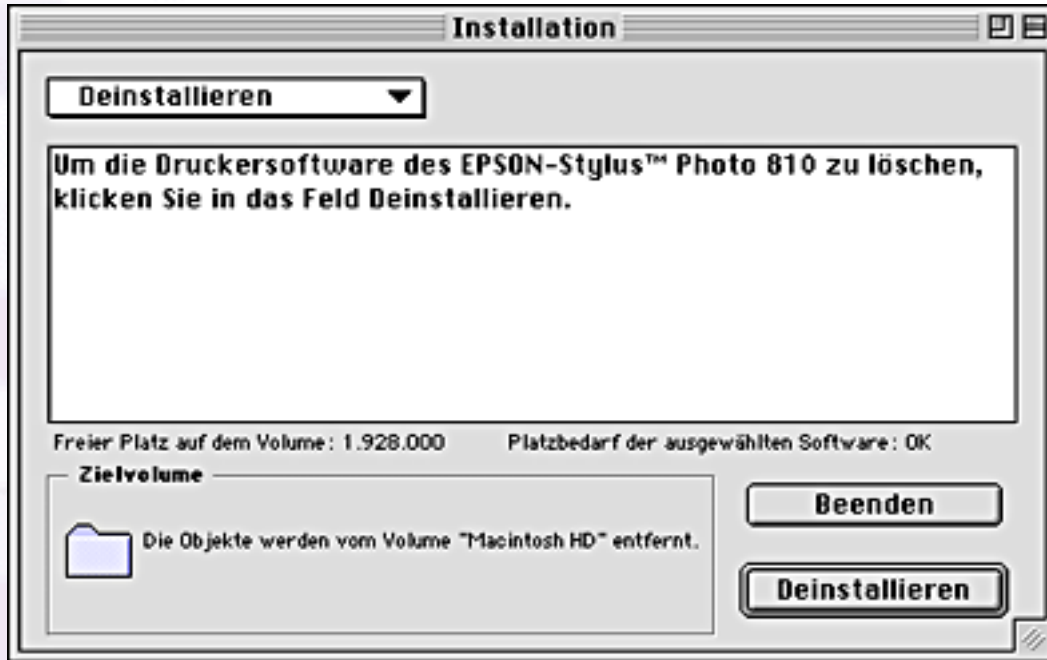 Installation
Deinstallieren
Um die Druckersoftware des EPSON-Stylus™ Photo 810 zu löschen,
klicken Sie in das Feld Deinstallieren.
Freier Platz auf dem Volume: 1.928.000 Platzbedarf der ausgewählten Software: 0K
Zielvolume
Die Objekte werden vom Volume "Macintosh HD" entfernt.
Beenden
Deinstallieren